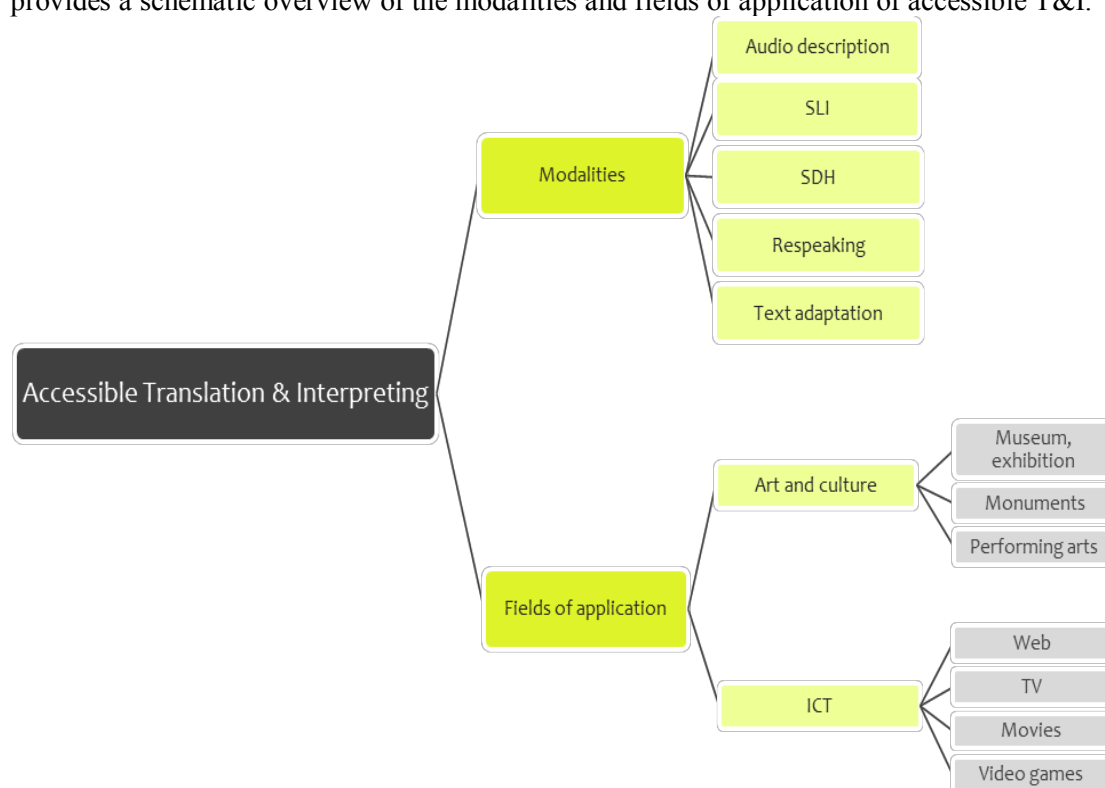 provides a schematic overview of the modalities and fields of application of accessible T&I.
Audio description
SLI
Modalities
SDH
Respeaking
Text adaptation
Accessible Translation & Interpreting
Museum,
exhibition
Art and culture
Monuments
Performing arts
Fields of application
Web
TV
ICT
Movies
Video games